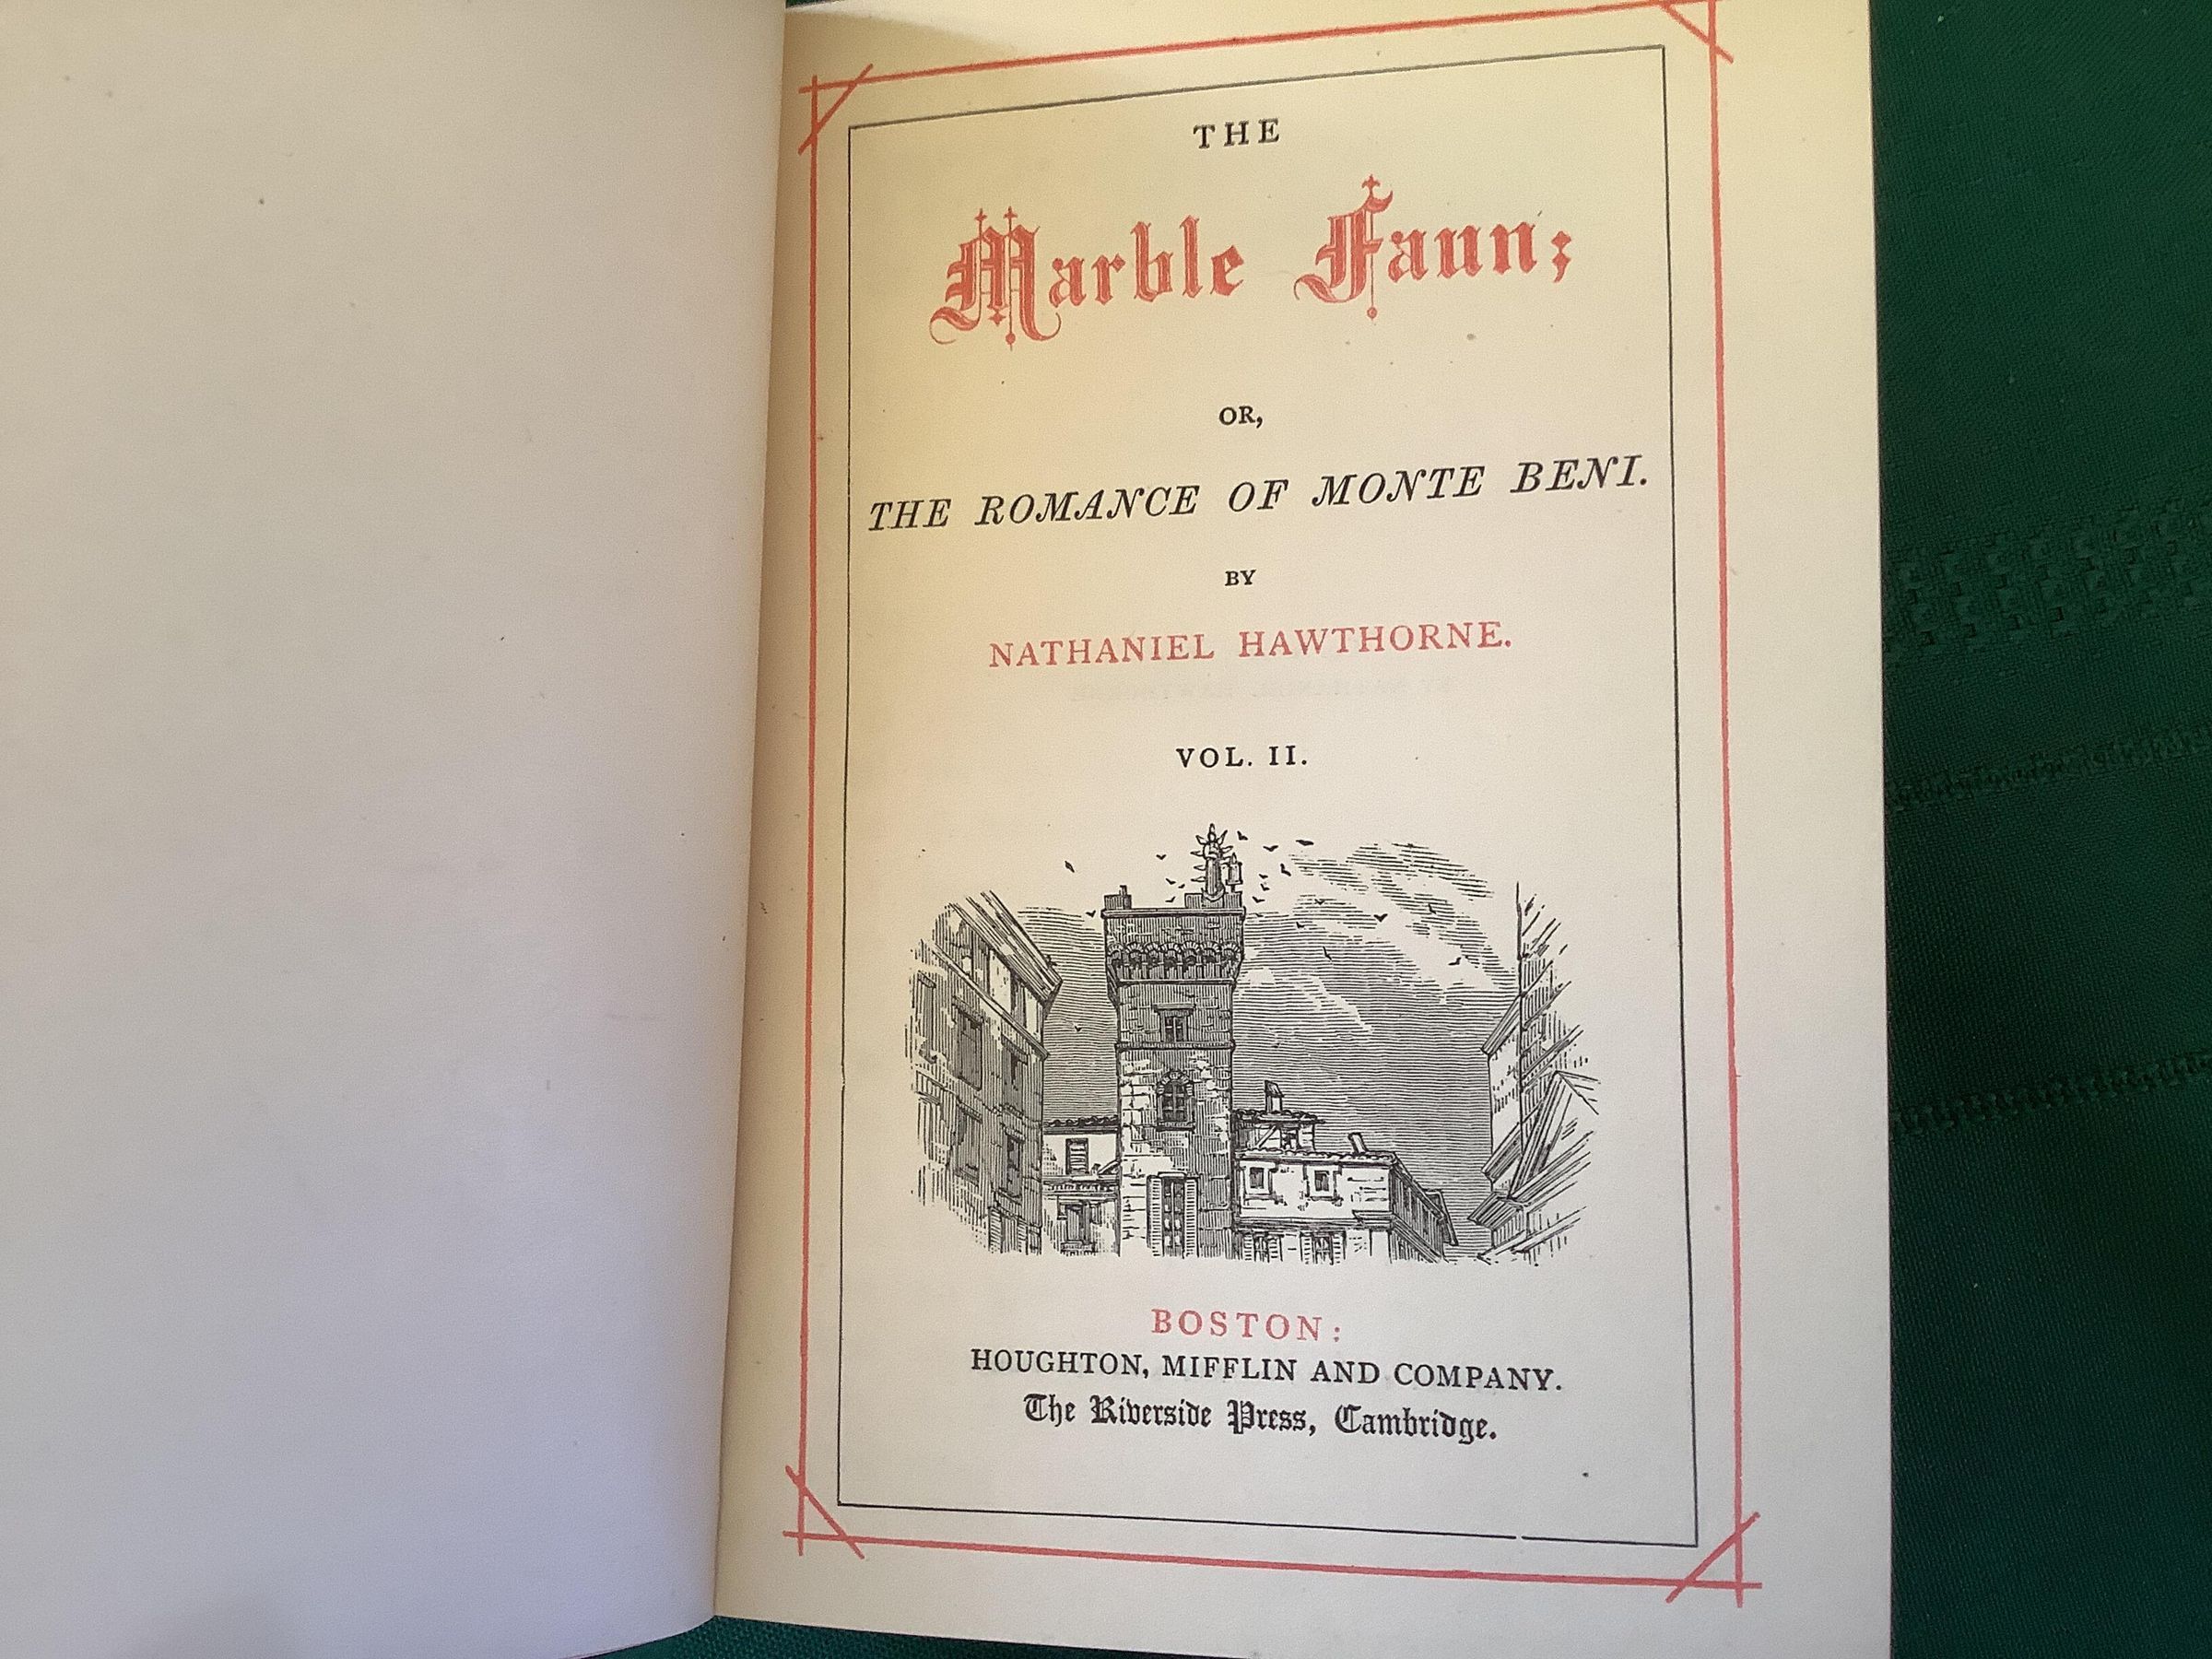 THE
Marble Faun;
OR,
THE ROMANCE OF MONTE BENI.
BY
NATHANIEL HAWTHORNE.
VOL. II.
BOSTON:
HOUGHTON, MIFFLIN AND COMPANY.
The Riverside Press, Cambridge.